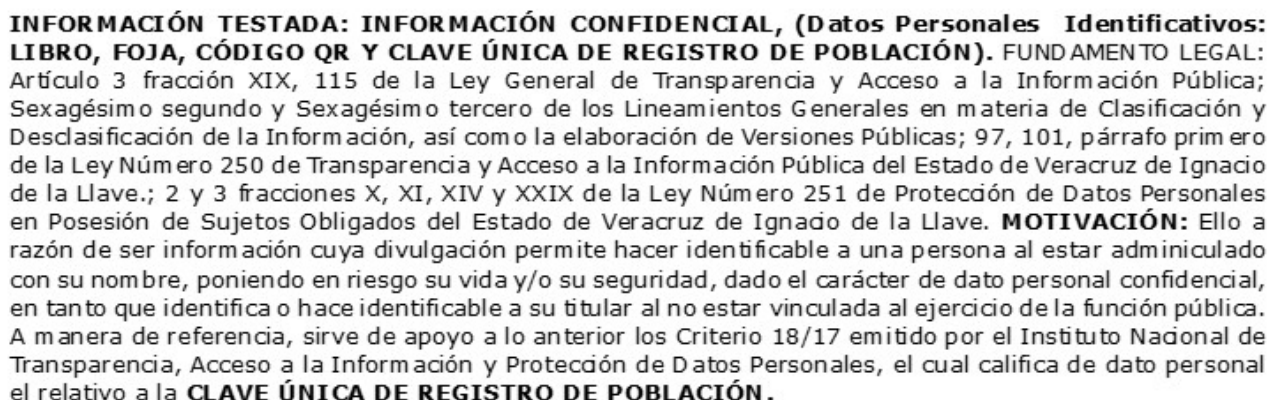 INFORMACIÓN TESTADA: INFORMACIÓN CONFIDENCIAL, (Datos Personales Identificativos:
LIBRO, FOJA, CÓDIGO QR Y CLAVE ÚNICA DE REGISTRO DE POBLACIÓN). FUNDAMENTO LEGAL:
Artículo 3 fracción XIX, 115 de la Ley General de Transparencia y Acceso a la Información Pública;
Sexagésimo segundo y Sexagésimo tercero de los Lineamientos Generales en materia de Clasificación y
Desclasificación de la Información, así como la elaboración de Versiones Públicas; 97, 101, párrafo primero
de la Ley Número 250 de Transparencia y Acceso a la Información Pública del Estado de Veracruz de Ignacio
de la Llave.; 2 y 3 fracciones X, XI, XIV y XXIX de la Ley Número 251 de Protección de Datos Personales
en Posesión de Sujetos Obligados del Estado de Veracruz de Ignacio de la Llave. MOTIVACIÓN: Ello a
razón de ser información cuya divulgación permite hacer identificable a una persona al estar adminiculado
con su nombre, poniendo en riesgo su vida y/o su seguridad, dado el carácter de dato personal confidencial,
en tanto que identifica o hace identificable a su titular al no estar vinculada al ejercicio de la función pública.
A manera de referencia, sirve de apoyo a lo anterior los Criterio 18/17 emitido por el Instituto Nacional de
Transparencia, Acceso a la Información y Protección de Datos Personales, el cual califica de dato personal
el relativo a la CLAVE ÚNICA DE REGISTRO DE POBLACIÓN.